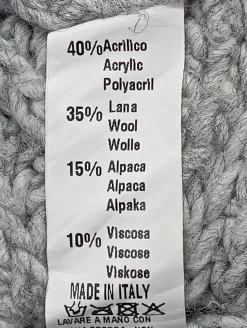 40% Acrilico
Acrylic
Polyacril
35% Lana
Wool
Wolle
15% Alpaca
Alpaca
Alpaka
10% Viscosa
Viscose
Viskose
MADE IN ITALY
LAVARE A MANO CON